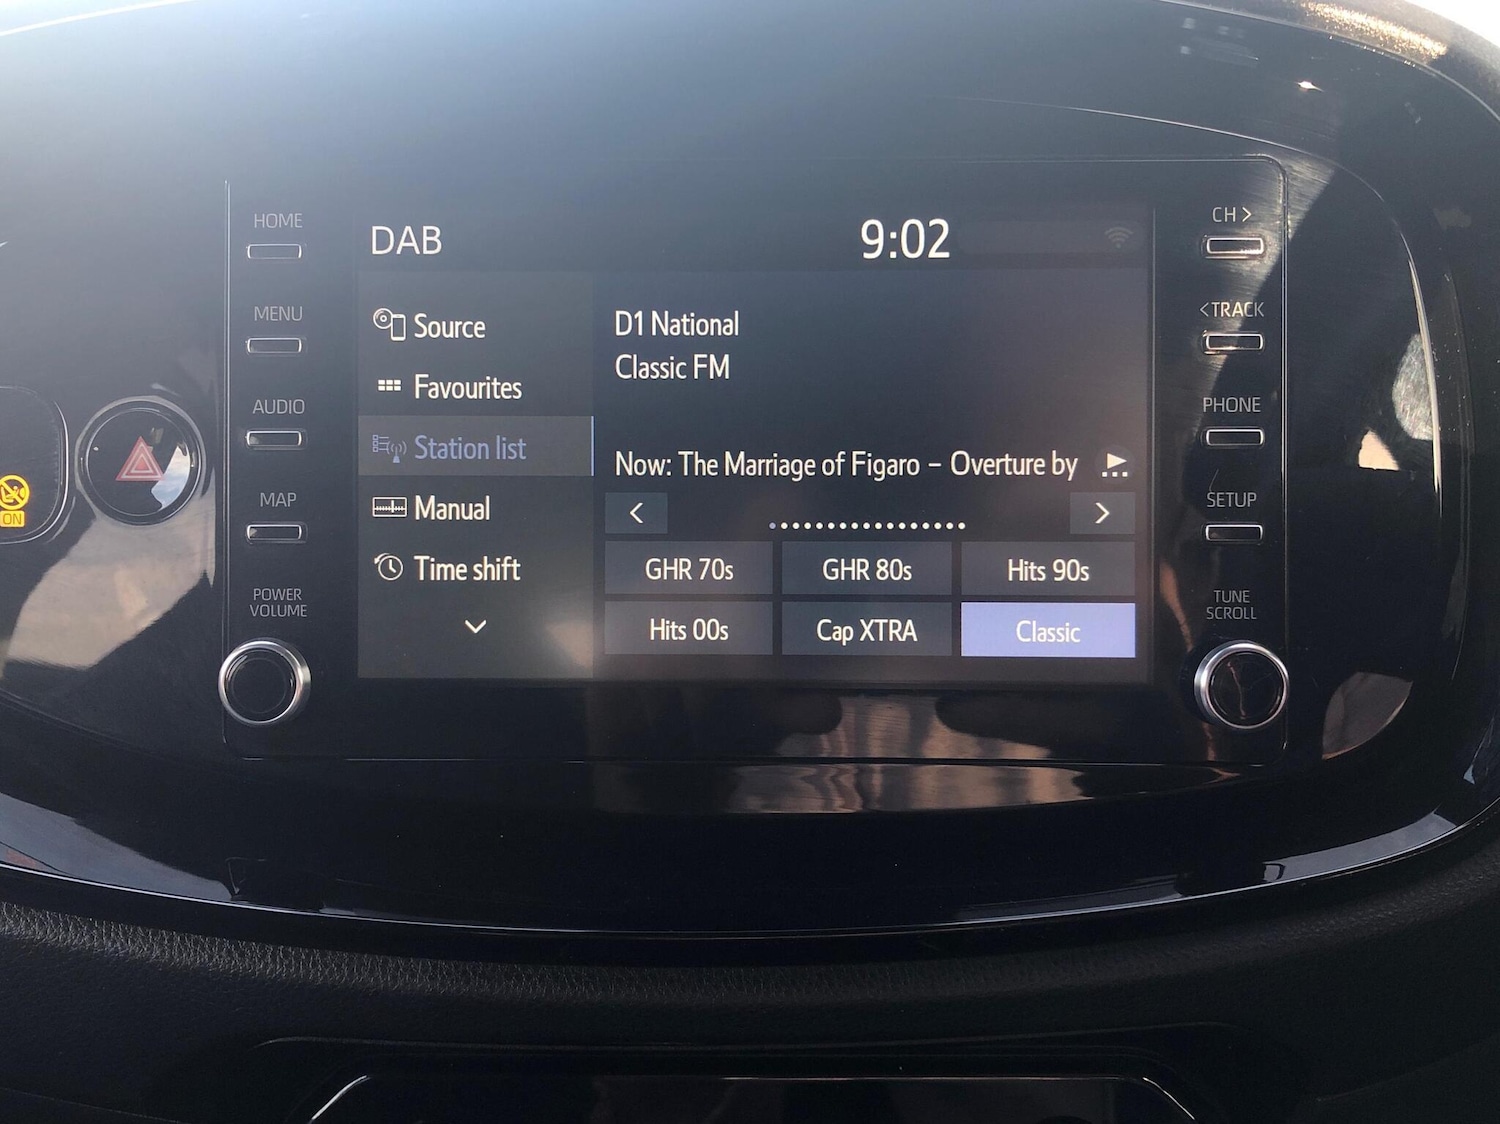 HOME
MENU
AUDIO
MAP
POWER
VOLUME
ON
DAB
9:02
Source
Favourites
Station list
Manual
Time shift
D1 National
Classic FM
Now: The Marriage of Figaro – Overture by
GHR 70s
GHR 80s
Hits 90s
Hits 00s
Cap XTRA
Classic
CH >
< TRACK
PHONE
SETUP
TUNE
SCROLL